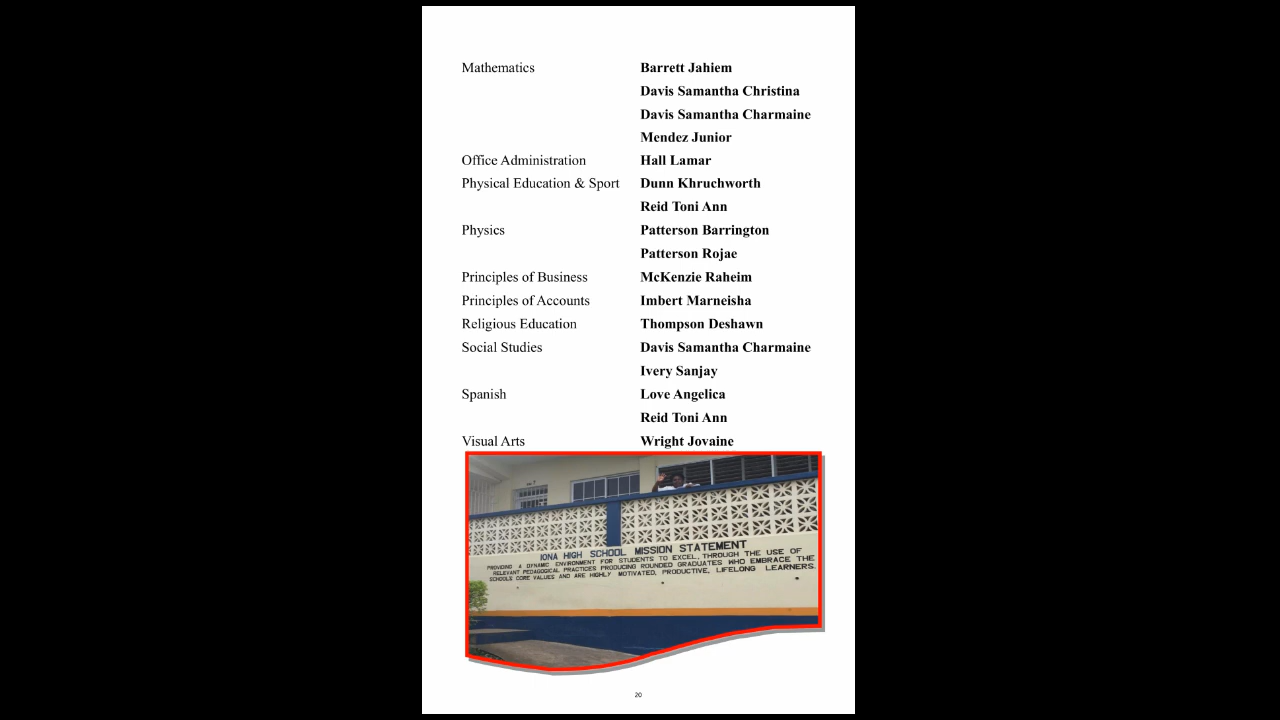 Mathematics Barrett Jahiem
Davis Samantha Christina
Davis Samantha Charmaine
Mendez Junior
Office Administration Hall Lamar
Physical Education & Sport Dunn Khruchworth
Reid Toni Ann
Physics Patterson Barrington
Patterson Rojae
Principles of Business McKenzie Raheim
Principles of Accounts Imbert Marneisha
Religious Education Thompson Deshawn
Social Studies Davis Samantha Charmaine
Ivery Sanjay
Spanish Love Angelica
Reid Toni Ann
Visual Arts Wright Jovaine
IONA HIGH SCHOOL MISSION STATEMENT
PROVIDING A DYNAMIC ENVIRONMENT FOR STUDENTS TO EXCEL, THROUGH THE USE OF
RELEVANT PEDAGOGICAL PRACTICES PRODUCING ROUNDED GRADUATES WHO EMBRACE THE
SCHOOLS CORE VALUES AND ARE HIGHLY MOTIVATED, PRODUCTIVE, LIFELONG LEARNERS.
20